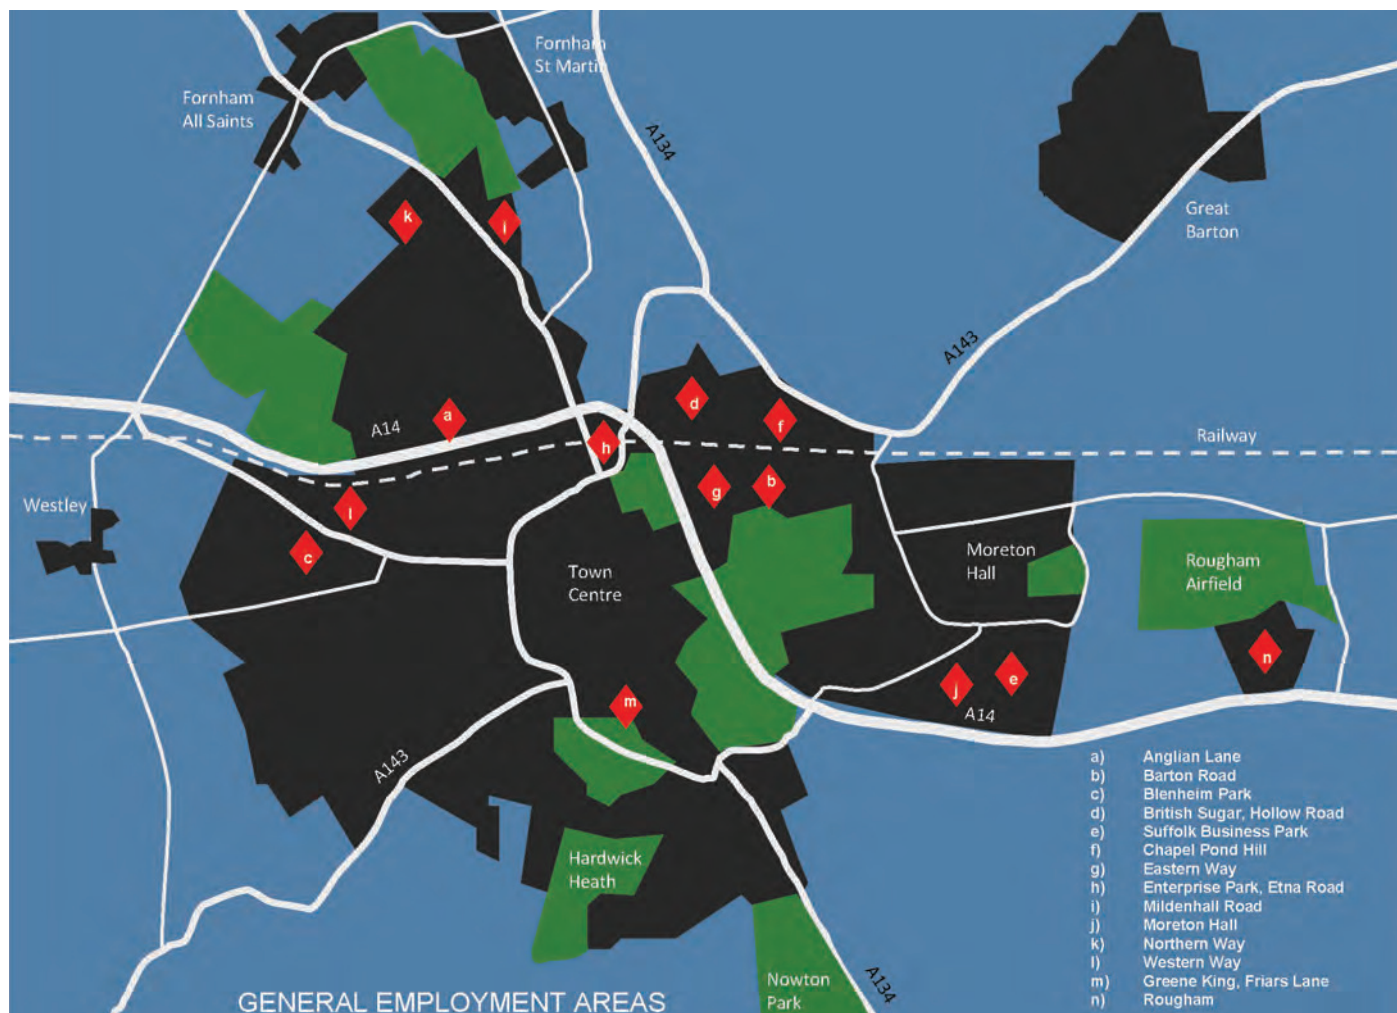 Fornham
St Martin
Fornham
All Saints
A134
k
i
Great
Barton
A143
d
a
f
A14
h
Railway
g
b
Westley
l
c
Moreton
Hall
Rougham
Airfield
Town
Centre
n
e
j
m
A14
A143
a) Anglian Lane
b) Barton Road
c) Blenheim Park
d) British Sugar, Hollow Road
e) Suffolk Business Park
f) Chapel Pond Hill
g) Eastern Way
h) Enterprise Park, Etna Road
i) Mildenhall Road
j) Moreton Hall
k) Northern Way
l) Western Way
m) Greene King, Friars Lane
n) Rougham
Hardwick
Heath
Nowton
Park
A134
GENERAL EMPLOYMENT AREAS